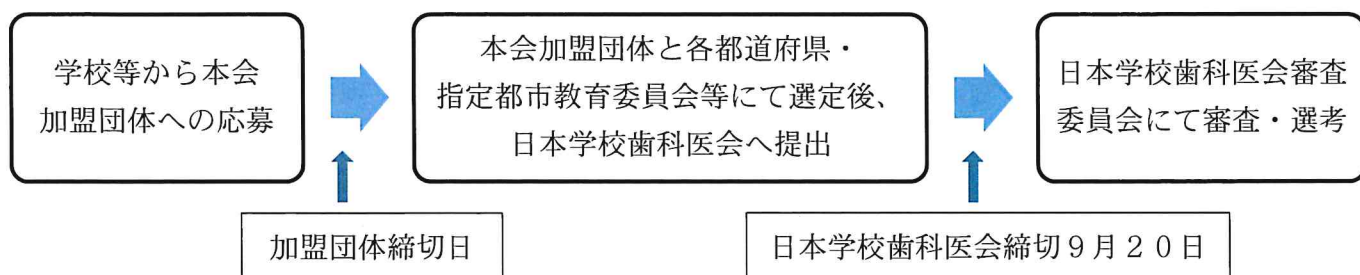 学校等から本会
加盟団体への応募
本会加盟団体と各都道府県・
指定都市教育委員会等にて選定後、
日本学校歯科医会へ提出
日本学校歯科医会審査
委員会にて審査・選考
加盟団体締切日
日本学校歯科医会締切９月２０日